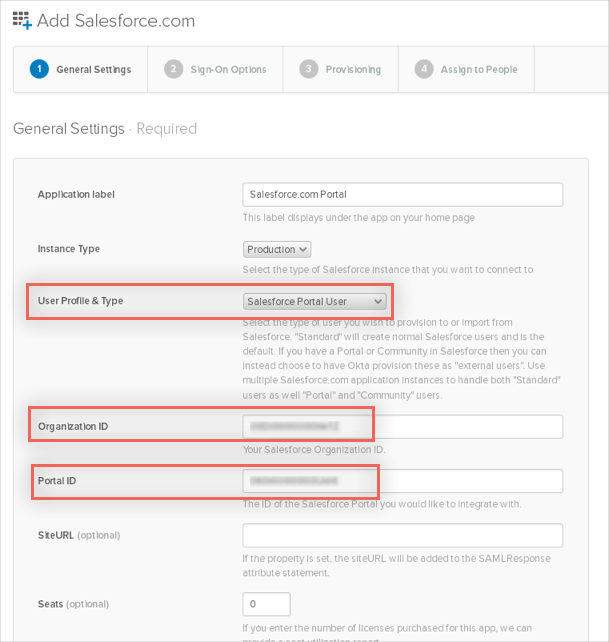 Add Salesforce.com
1 General Settings 2 Sign-On Options 3 Provisioning 4 Assign to People
General Settings · Required
Application label Salesforce.com Portal
This label displays under the app on your home page
Instance Type Production
Select the type of Salesforce instance that you want to connect to
User Profile & Type Salesforce Portal User
Select the type of user you wish to provision to or import from
Salesforce. "Standard" will create normal Salesforce users and is the
default. If you have a Portal or Community in Salesforce then you can
instead choose to have Okta provision these as "external users". Use
multiple Salesforce.com application instances to handle both "Standard"
users as well "Portal" and "Community" users.
Organization ID
Your Salesforce Organization ID.
Portal ID
The ID of the Salesforce Portal you would like to integrate with.
SiteURL (optional)
If the property is set, the siteURL will be added to the SAMLResponse
attribute statement.
Seats (optional) 0
If you enter the number of licenses purchased for this app, we can